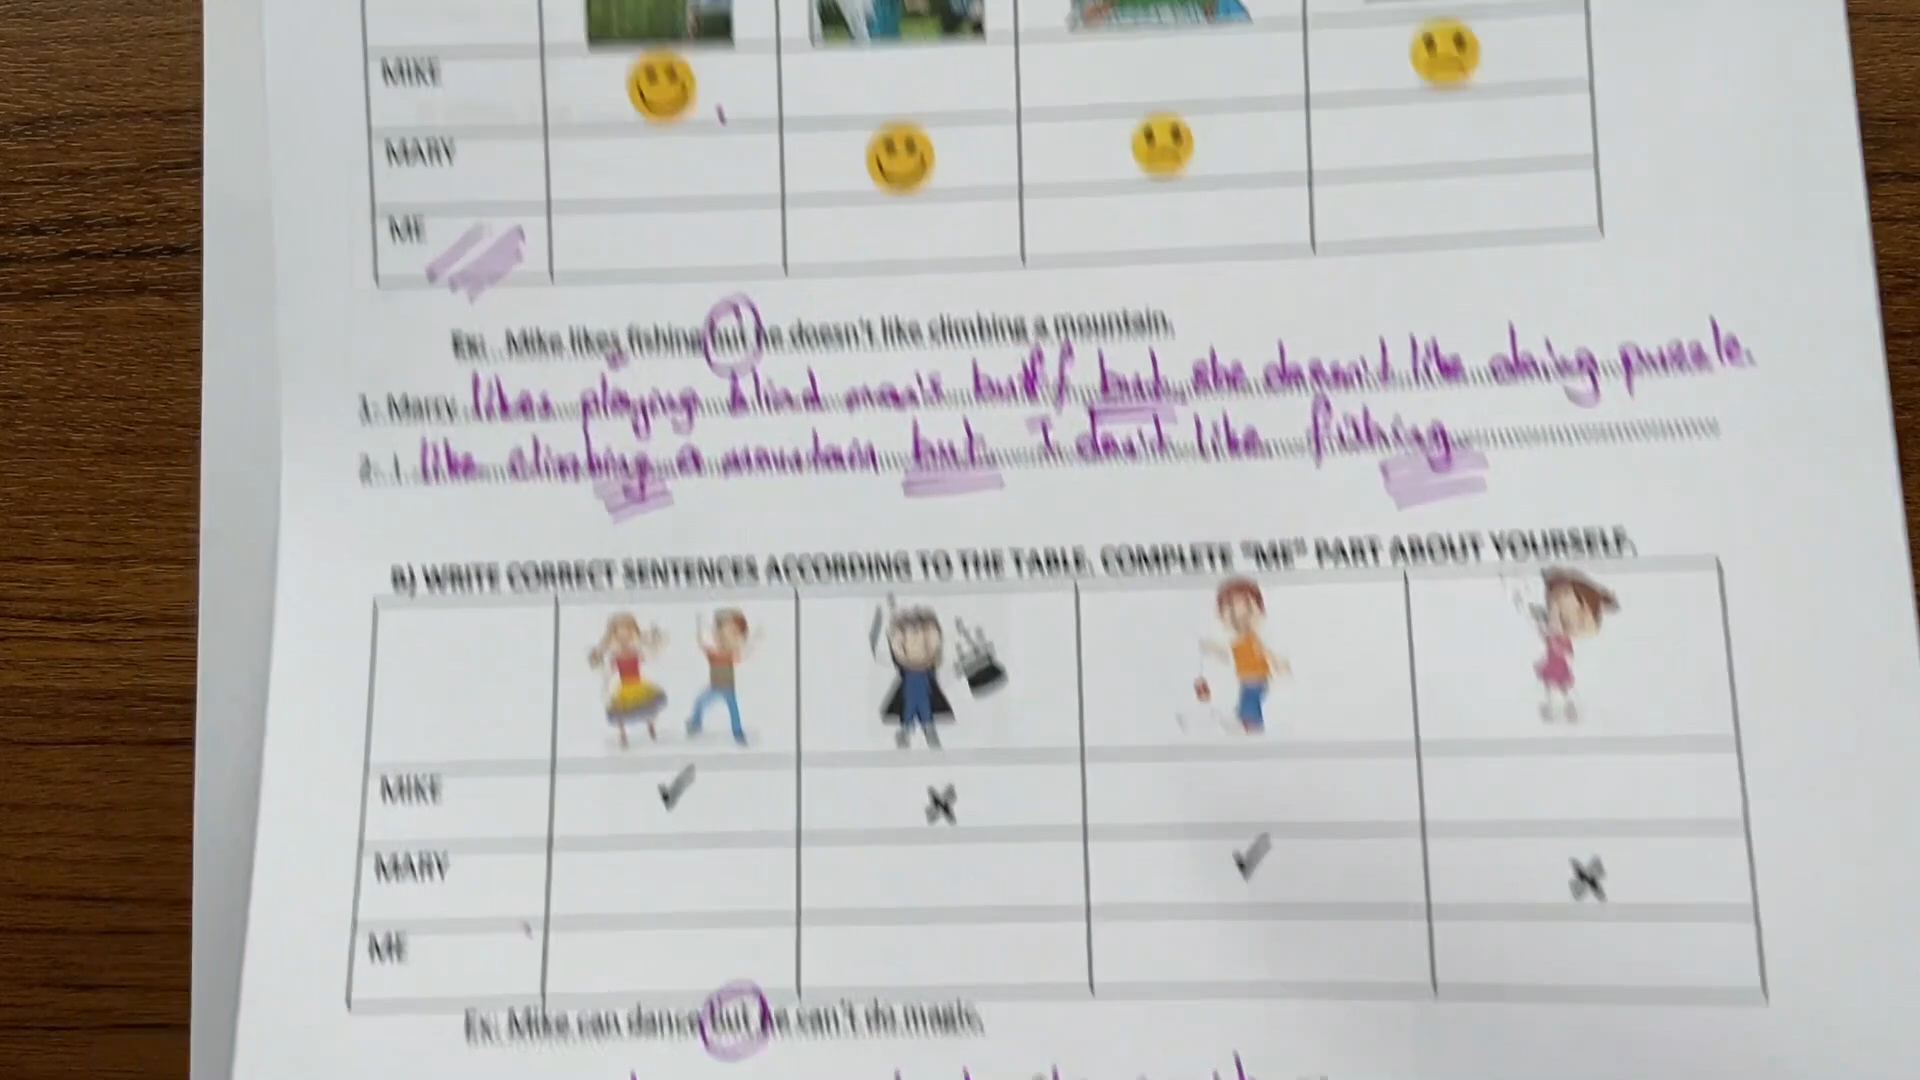 MIKE
MARY
ME
Ex: Mike likes fishing but he doesn't like climbing a mountain.
1: Marry likes playing blind man's buff but she doesn't like doing puzzle.
2: I like climbing a mountain but I don't like fishing
B) WRITE CORRECT SENTENCES ACCORDING TO THE TABLE. COMPLETE "ME" PART ABOUT YOURSELF.
MIKE
MARY
ME
Ex: Mike can dance but he can't do magic.